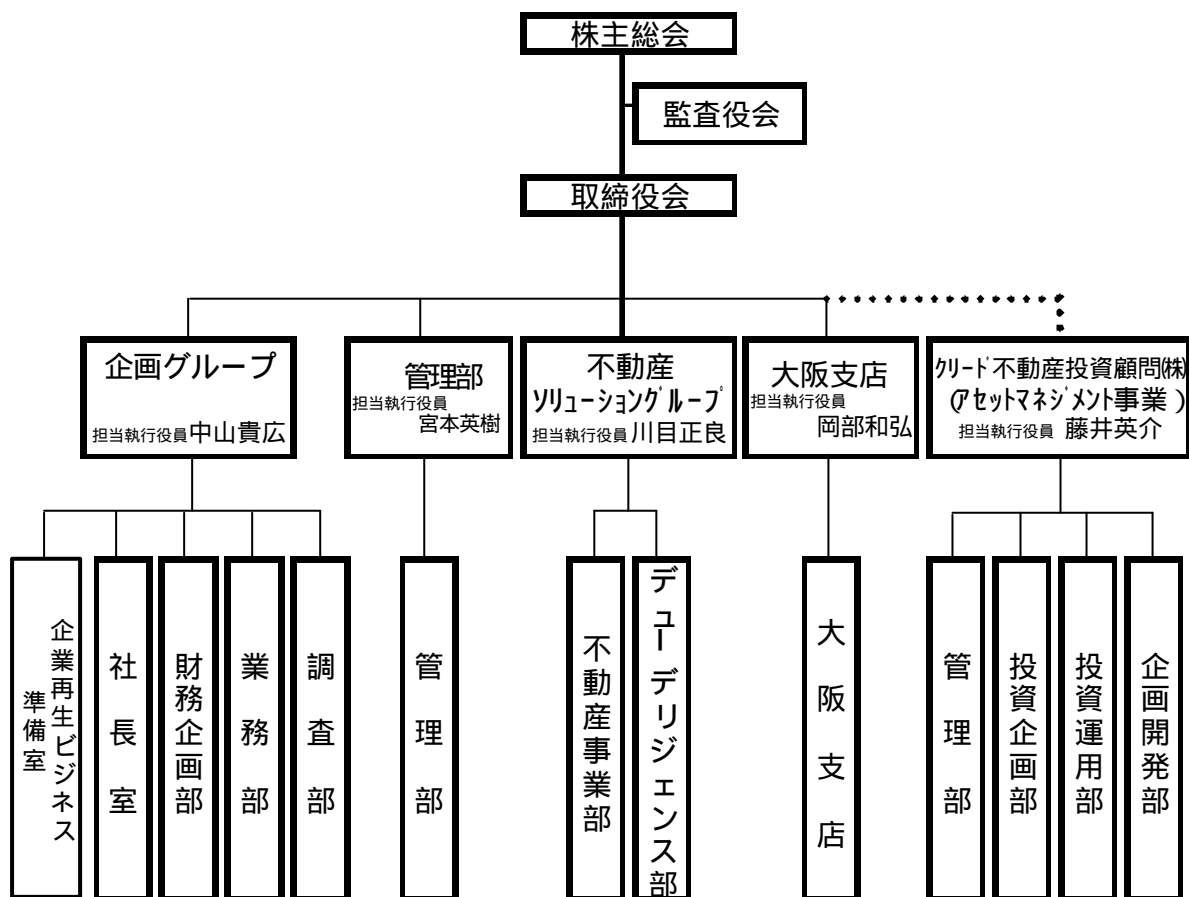 株主総会
監査役会
取締役会
企画グループ
担当執行役員 中山貴広
管理部
担当執行役員
宮本英樹
不動産
ソリューショングループ
担当執行役員 川目正良
大阪支店
担当執行役員
岡部和弘
クリード不動産投資顧問㈱
(アセットマネジメント事業)
担当執行役員 藤井英介
企業再生ビジネス
準備室
社長室
財務企画部
業務部
調査部
管理部
不動産事業部
デューデリジェンス部
大阪支店
管理部
投資企画部
投資運用部
企画開発部